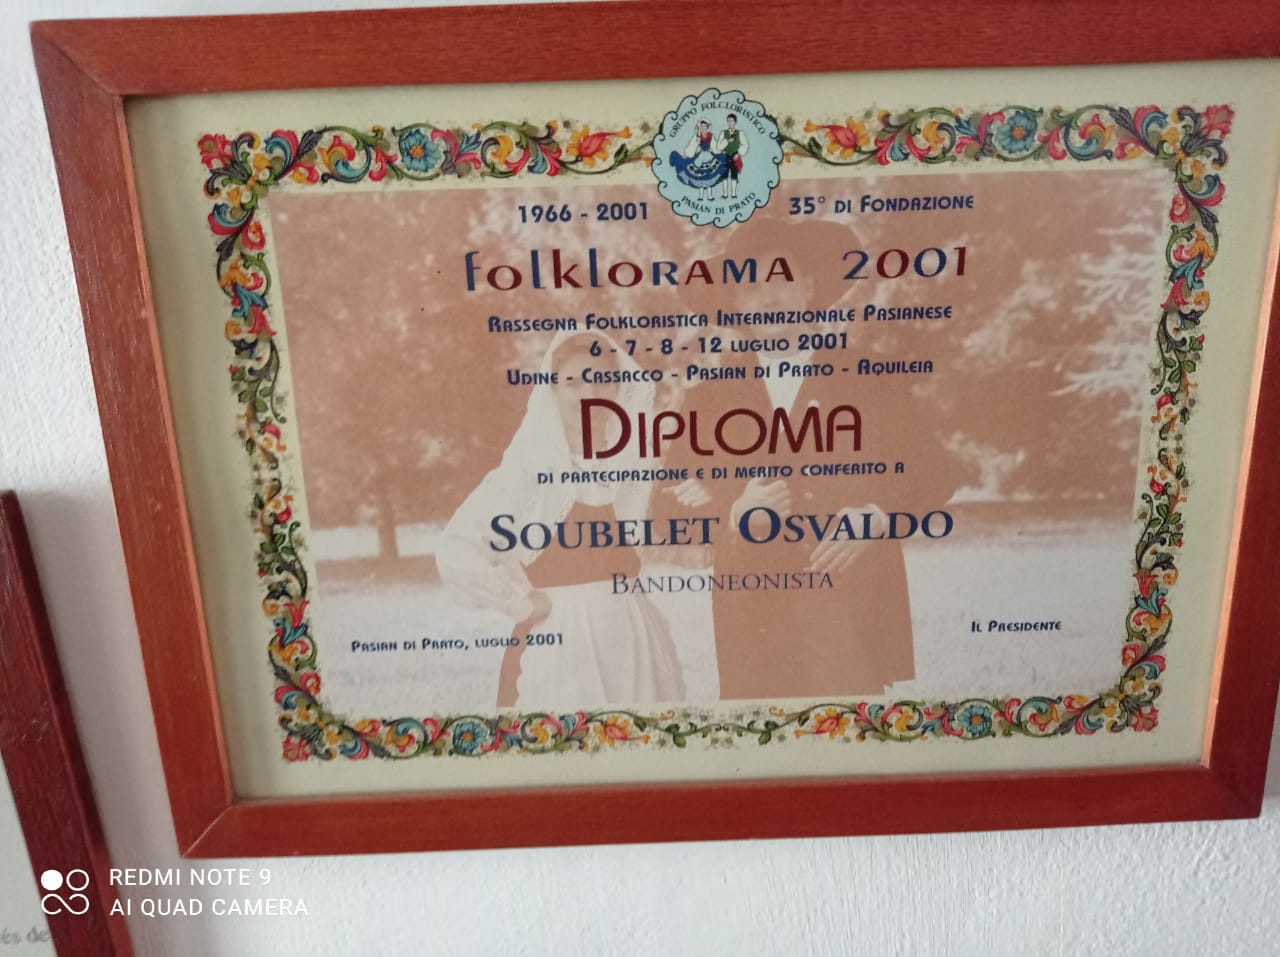 GRUPPO FOLCLORISTICO
PASIAN DI PRATO
1966 - 2001
35° DI FONDAZIONE
folkloRAMA 2001
RASSEGNA FOLKLORISTICA INTERNAZIONALE PASIANESE
6 - 7 - 8 - 12 LUGLIO 2001
UDINE - CASSACCO - PASIAN DI PRATO - AQUILEIA
DIPLOMA
DI PARTECIPAZIONE E DI MERITO CONFERITO A
SOUBELET OSVALDO
BANDONEONISTA
PASIAN DI PRATO, LUGLIO 2001
IL PRESIDENTE
REDMI NOTE 9
AI QUAD CAMERA